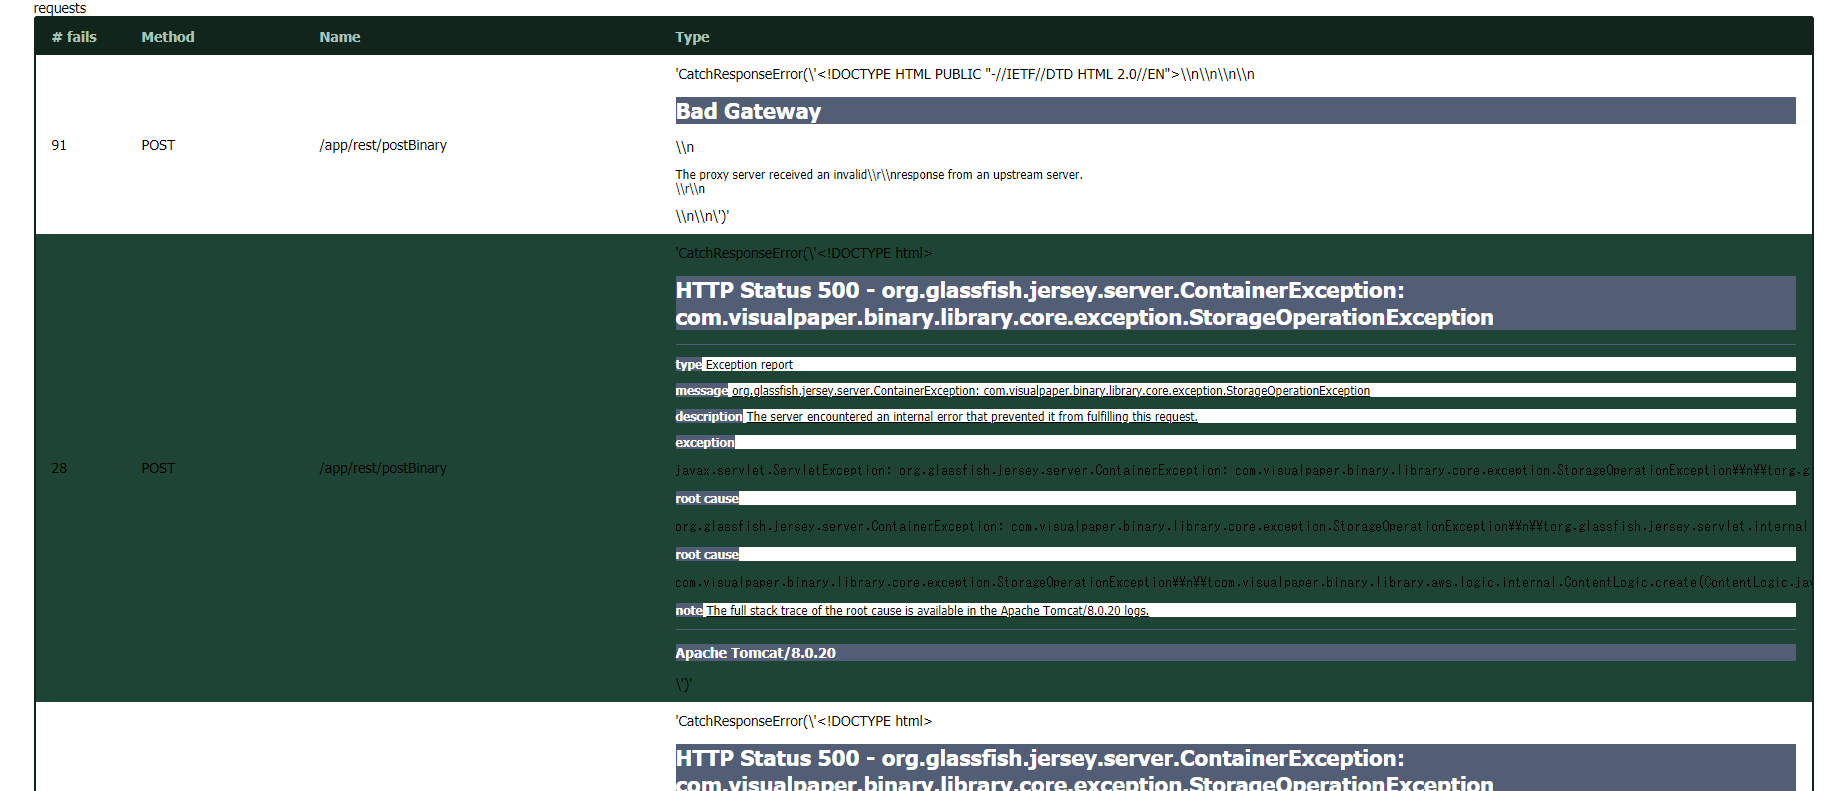 requests
# fails Method Name Type
'CatchResponseError(\'<!DOCTYPE HTML PUBLIC "-//IETF//DTD HTML 2.0//EN">\\n\\n\\n\\n
Bad Gateway
91 POST /app/rest/postBinary
\\n
The proxy server received an invalid\\r\\nresponse from an upstream server.
\\r\\n
\\n\\n\')'
'CatchResponseError(\'<!DOCTYPE html>
HTTP Status 500 - org.glassfish.jersey.server.ContainerException:
com.visualpaper.binary.library.core.exception.StorageOperationException
type Exception report
message org.glassfish.jersey.server.ContainerException: com.visualpaper.binary.library.core.exception.StorageOperationException
description The server encountered an internal error that prevented it from fulfilling this request.
exception
28 POST /app/rest/postBinary
javax.servlet.ServletException: org.glassfish.jersey.server.ContainerException: com.visualpaper.binary.library.core.exception.StorageOperationException¥¥n¥¥torg.g
root cause
org.glassfish.jersey.server.ContainerException: com.visualpaper.binary.library.core.exception.StorageOperationException¥¥n¥¥torg.glassfish.jersey.servlet.internal
root cause
com.visualpaper.binary.library.core.exception.StorageOperationException¥¥n¥¥tcom.visualpaper.binary.library.aws.logic.internal.ContentLogic.create(ContentLogic.jav
note The full stack trace of the root cause is available in the Apache Tomcat/8.0.20 logs.
Apache Tomcat/8.0.20
\')'
'CatchResponseError(\'<!DOCTYPE html>
HTTP Status 500 - org.glassfish.jersey.server.ContainerException:
com.visualpaper.binary.library.core.exception.StorageOperationException